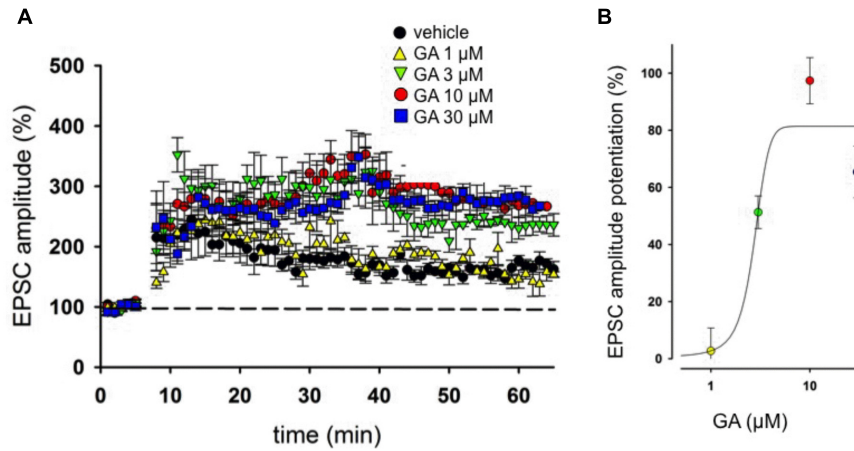 A
vehicle
GA 1 µM
GA 3 µM
GA 10 µM
GA 30 µM
500
400
300
200
100
0
EPSC amplitude (%)
0 10 20 30 40 50 60
time (min)
B
100
80
60
40
20
0
EPSC amplitude potentiation (%)
1 10
GA (µM)